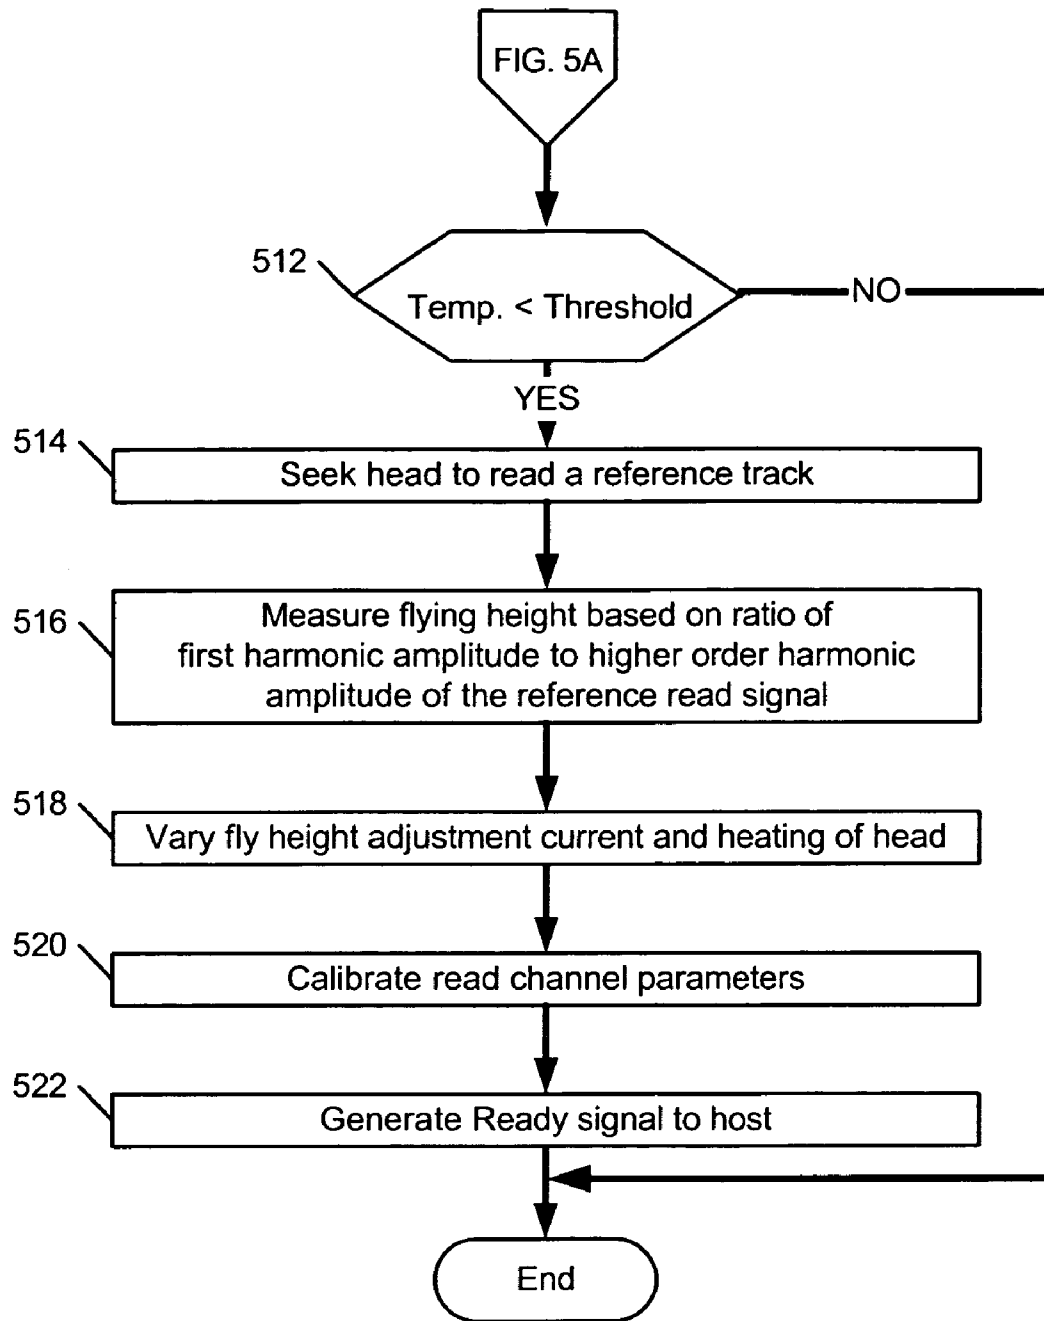 FIG. 5A
512
Temp. < Threshold
NO
YES
514
Seek head to read a reference track
516
Measure flying height based on ratio of
first harmonic amplitude to higher order harmonic
amplitude of the reference read signal
518
Vary fly height adjustment current and heating of head
520
Calibrate read channel parameters
522
Generate Ready signal to host
End